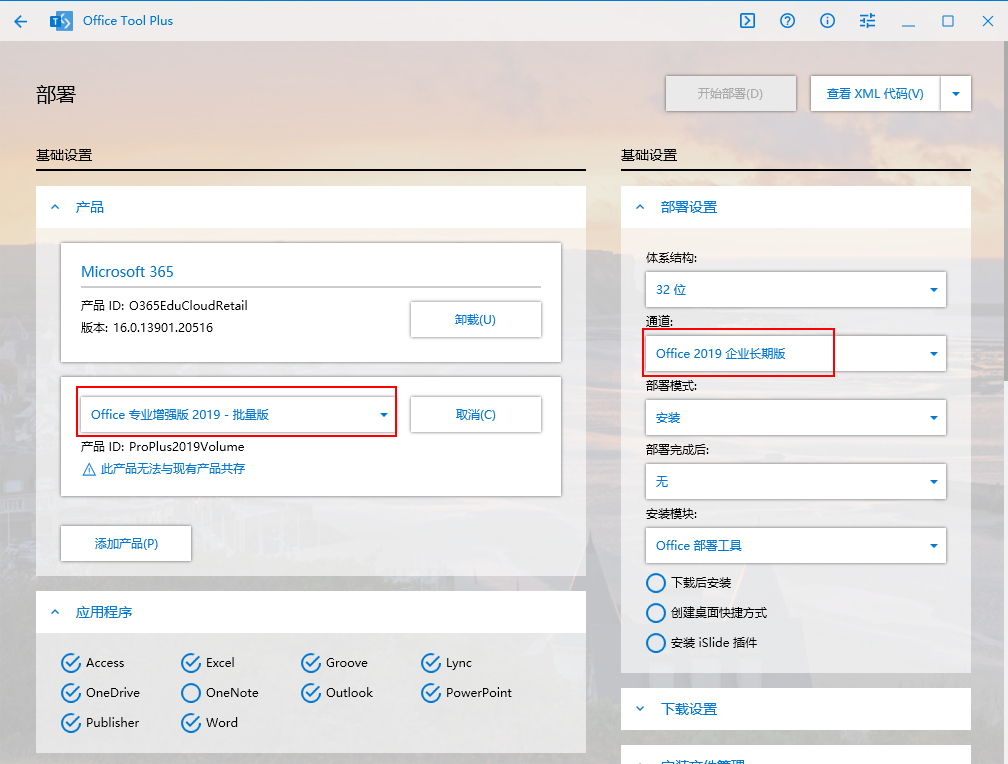 Office Tool Plus
部署
开始部署(D)
查看 XML 代码(V)
基础设置
产品
Microsoft 365
产品 ID: O365EduCloudRetail
版本: 16.0.13901.20516
卸载(U)
Office 专业增强版 2019 - 批量版
取消(C)
产品 ID: ProPlus2019Volume
此产品无法与现有产品共存
添加产品(P)
应用程序
Access
Excel
Groove
Lync
OneDrive
OneNote
Outlook
PowerPoint
Publisher
Word
基础设置
部署设置
体系结构:
32 位
通道:
Office 2019 企业长期版
部署模式:
安装
部署完成后:
无
安装模块:
Office 部署工具
下载后安装
创建桌面快捷方式
安装 iSlide 插件
下载设置
安装文件管理